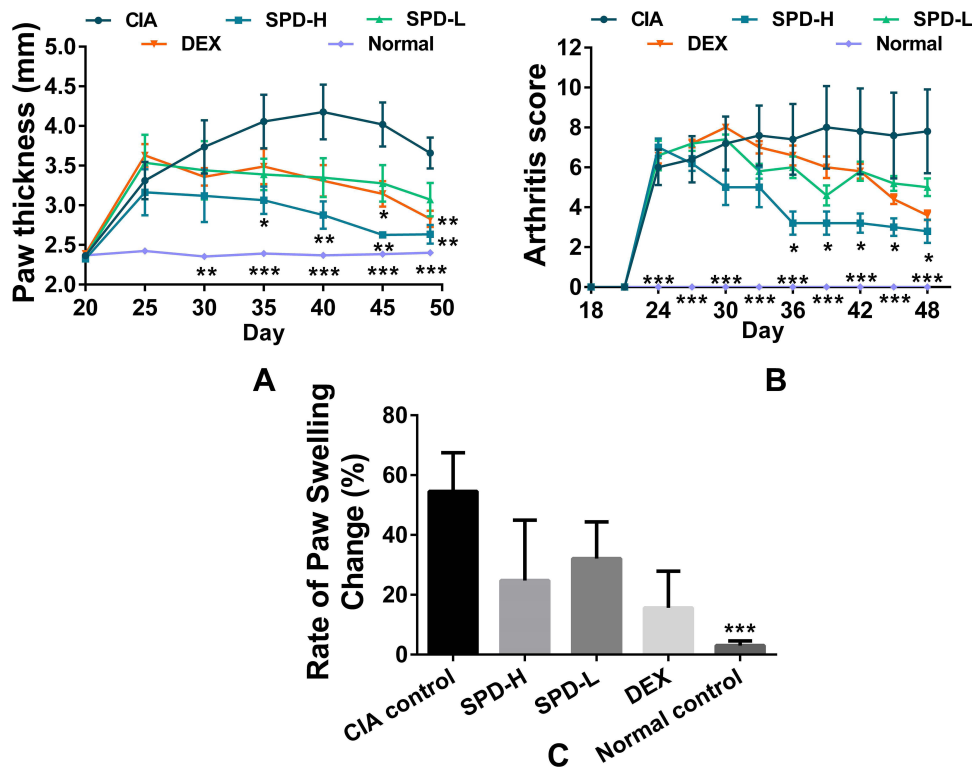 CIA SPD-H SPD-L
DEX Normal
Paw thickness (mm)
5.0
4.5
4.0
3.5
3.0
2.5
2.0
* * **
** ** **
** *** *** *** ***
20 25 30 35 40 45 50
Day
A
CIA SPD-H SPD-L
DEX Normal
Arthritis score
12
10
8
6
4
2
0
* * * * *
*** *** *** *** ***
*** *** *** ***
18 24 30 36 42 48
Day
B
Rate of Paw Swelling
Change (%)
80
60
40
20
0
***
CIA control SPD-H SPD-L DEX Normal control
C